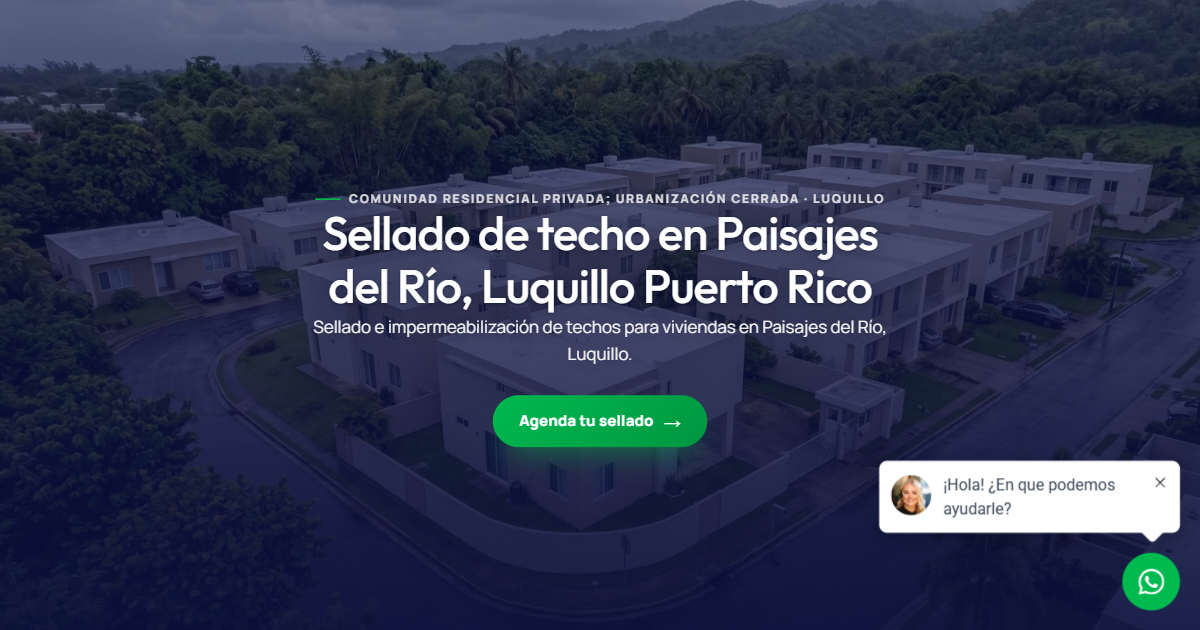 COMUNIDAD RESIDENCIAL PRIVADA; URBANIZACIÓN CERRADA · LUQUILLO
Sellado de techo en Paisajes
del Río, Luquillo Puerto Rico
Sellado e impermeabilización de techos para viviendas en Paisajes del Río,
Luquillo.
Agenda tu sellado →
¡Hola! ¿En que podemos
ayudarle?